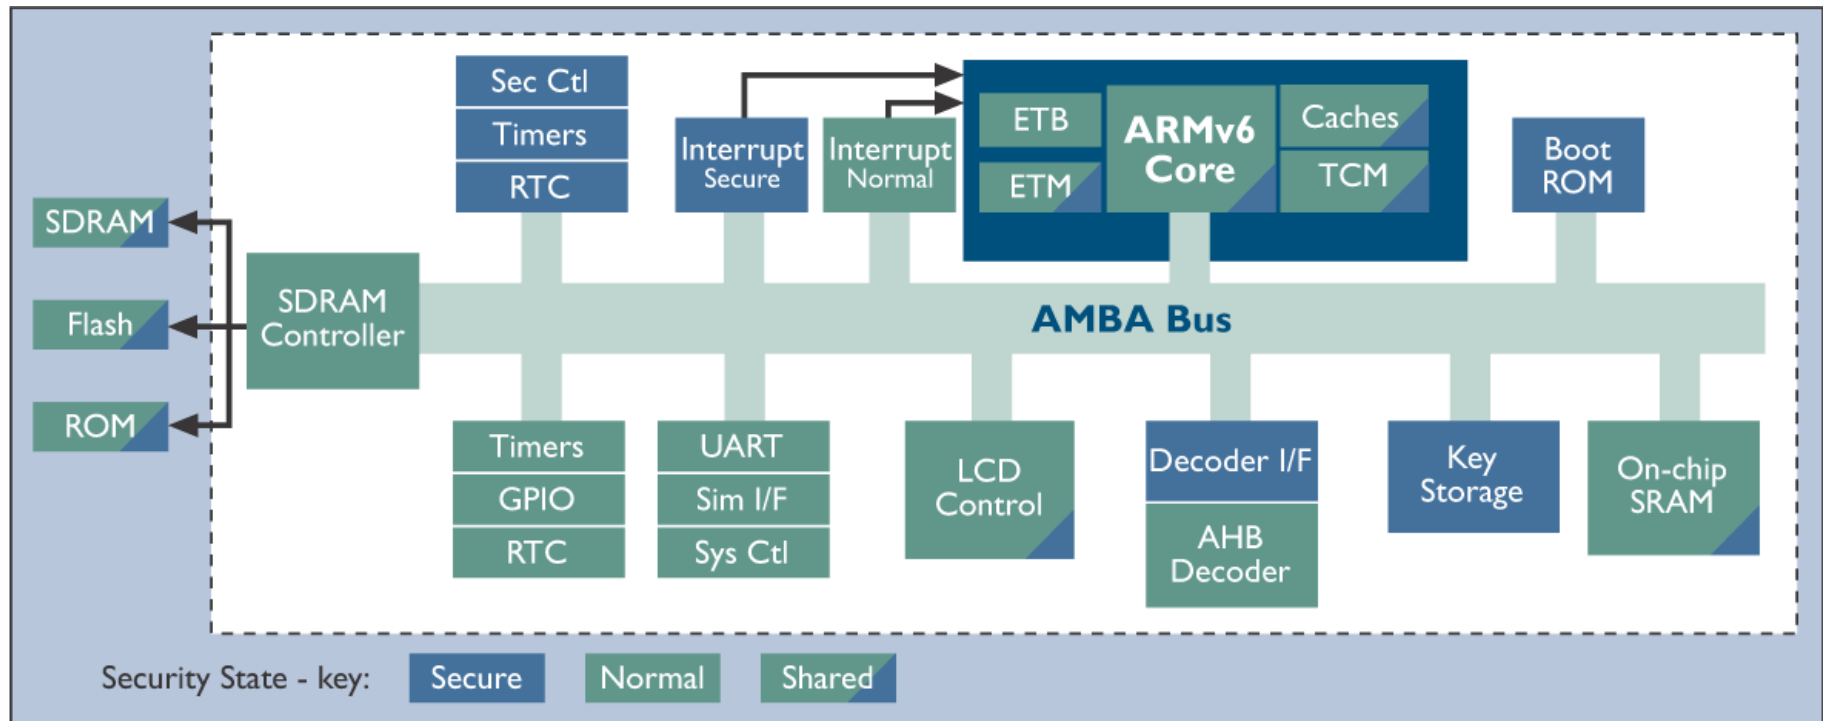 Sec Ctl
Timers
RTC
Interrupt
Secure
Interrupt
Normal
ETB
ETM
ARMv6
Core
Caches
TCM
Boot
ROM
SDRAM
Flash
ROM
SDRAM
Controller
AMBA Bus
Timers
GPIO
RTC
UART
Sim I/F
Sys Ctl
LCD
Control
Decoder I/F
AHB
Decoder
Key
Storage
On-chip
SRAM
Security State - key:
Secure
Normal
Shared